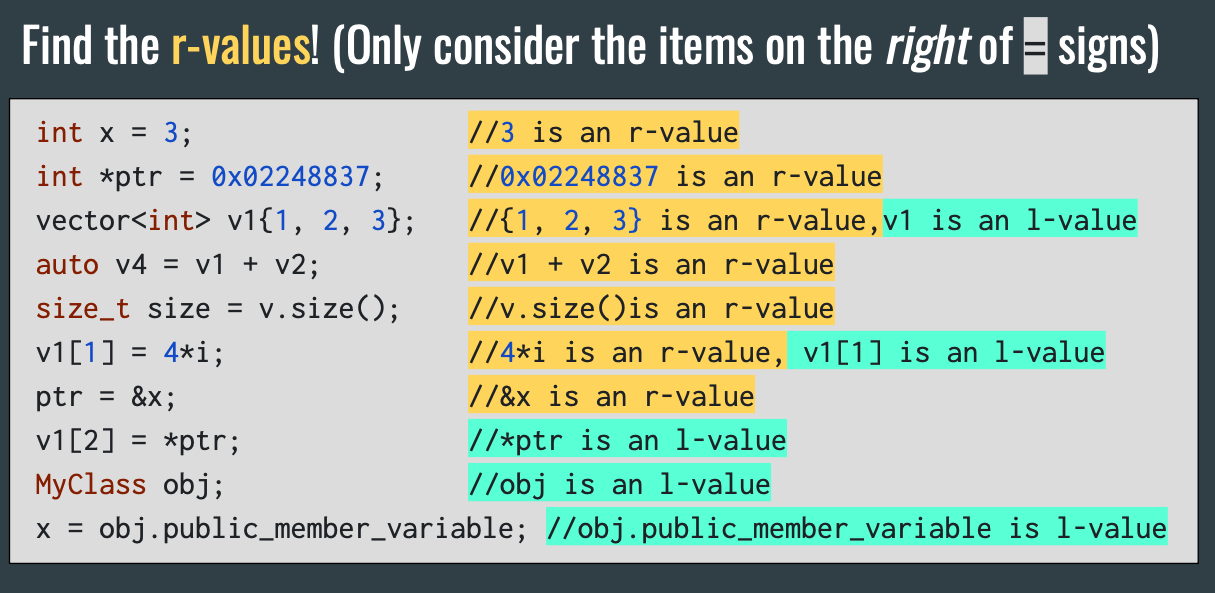 Find the r-values! (Only consider the items on the right of = signs)
int x = 3; //3 is an r-value
int *ptr = 0x02248837; //0x02248837 is an r-value
vector<int> v1{1, 2, 3}; //{1, 2, 3} is an r-value,v1 is an l-value
auto v4 = v1 + v2; //v1 + v2 is an r-value
size_t size = v.size(); //v.size()is an r-value
v1[1] = 4*i; //4*i is an r-value, v1[1] is an l-value
ptr = &x; //&x is an r-value
v1[2] = *ptr; //*ptr is an l-value
MyClass obj; //obj is an l-value
x = obj.public_member_variable; //obj.public_member_variable is l-value